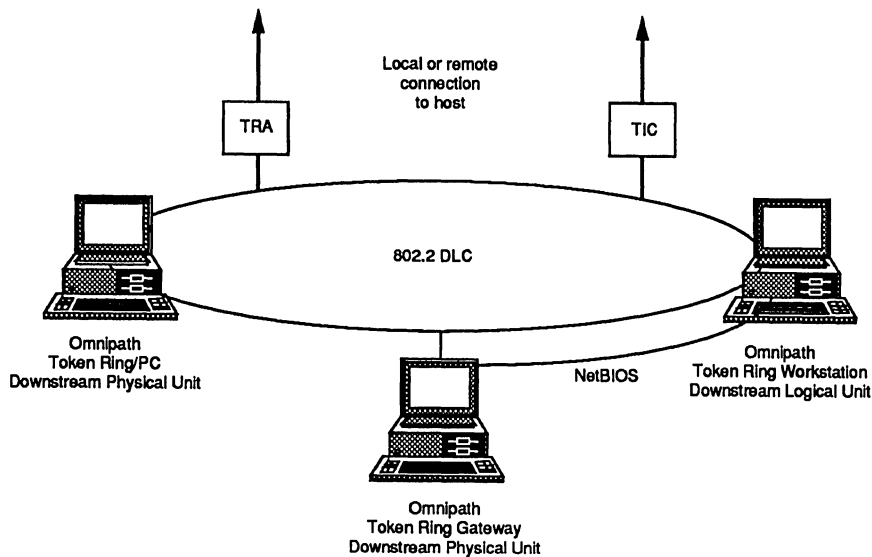 Local or remote
connection
to host
TRA
TIC
802.2 DLC
Omnipath
Token Ring/PC
Downstream Physical Unit
NetBIOS
Omnipath
Token Ring Workstation
Downstream Logical Unit
Omnipath
Token Ring Gateway
Downstream Physical Unit